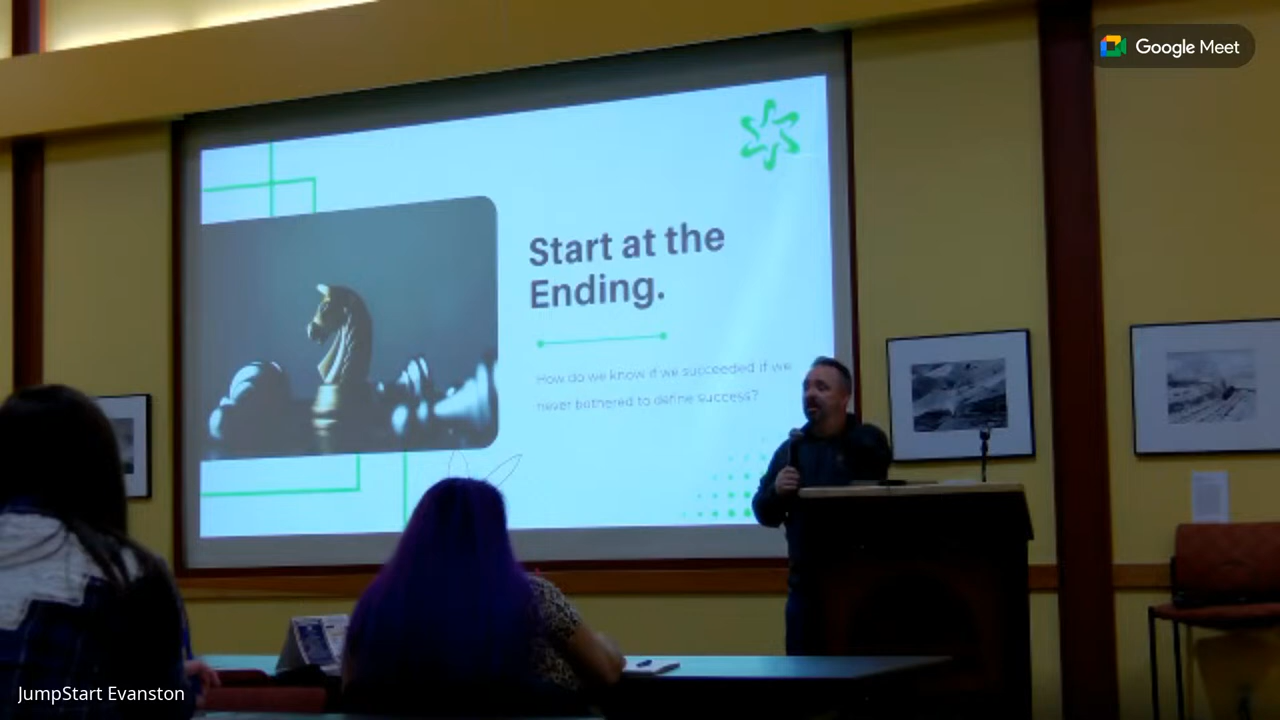 Google Meet
Start at the
Ending.
How do we know if we succeeded if we
never bothered to define success?
JumpStart Evanston